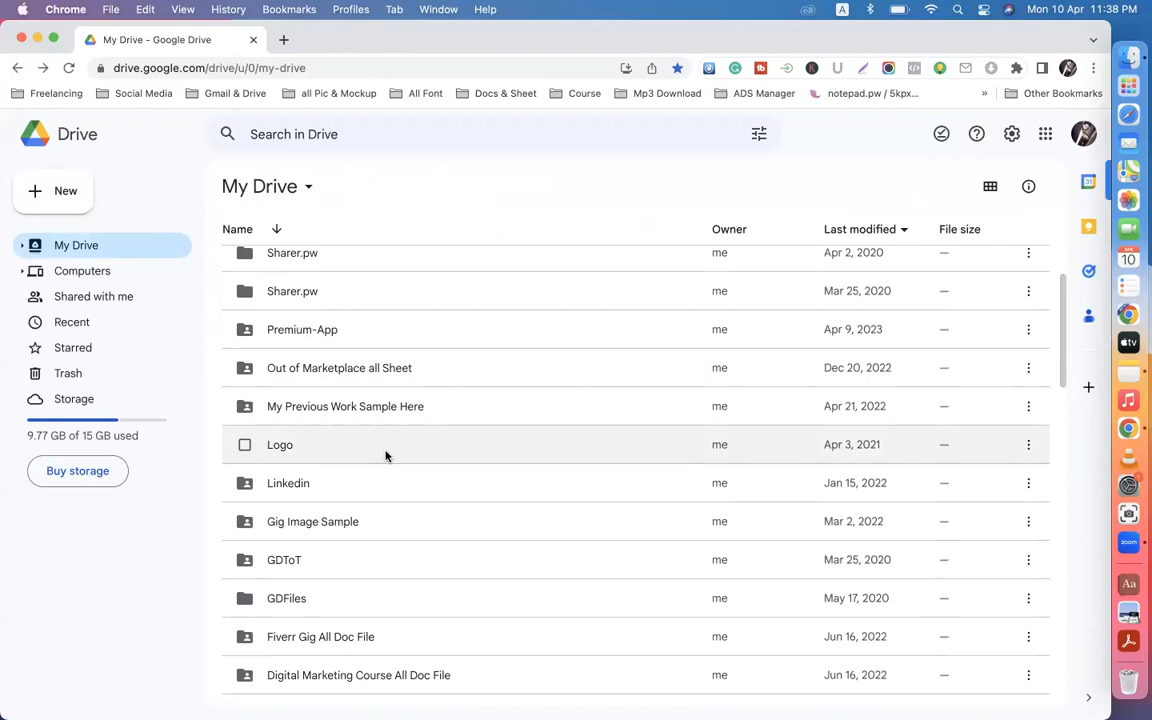 Chrome File Edit View History Bookmarks Profiles Tab Window Help A Mon 10 Apr 11:38 PM
My Drive - Google Drive
drive.google.com/drive/u/0/my-drive
Freelancing Social Media Gmail & Drive all Pic & Mockup All Font Docs & Sheet Course Mp3 Download ADS Manager notepad.pw / 5kpx... » Other Bookmarks
Drive Search in Drive
New
My Drive
Name Owner Last modified File size
My Drive
Computers
Shared with me
Recent
Starred
Trash
Storage
9.77 GB of 15 GB used
Buy storage
Sharer.pw me Apr 2, 2020 —
Sharer.pw me Mar 25, 2020 —
Premium-App me Apr 9, 2023 —
Out of Marketplace all Sheet me Dec 20, 2022 —
My Previous Work Sample Here me Apr 21, 2022 —
Logo me Apr 3, 2021 —
Linkedin me Jan 15, 2022 —
Gig Image Sample me Mar 2, 2022 —
GDToT me Mar 25, 2020 —
GDFiles me May 17, 2020 —
Fiverr Gig All Doc File me Jun 16, 2022 —
Digital Marketing Course All Doc File me Jun 16, 2022 —
31
APR
10
tv
zoom
Aa